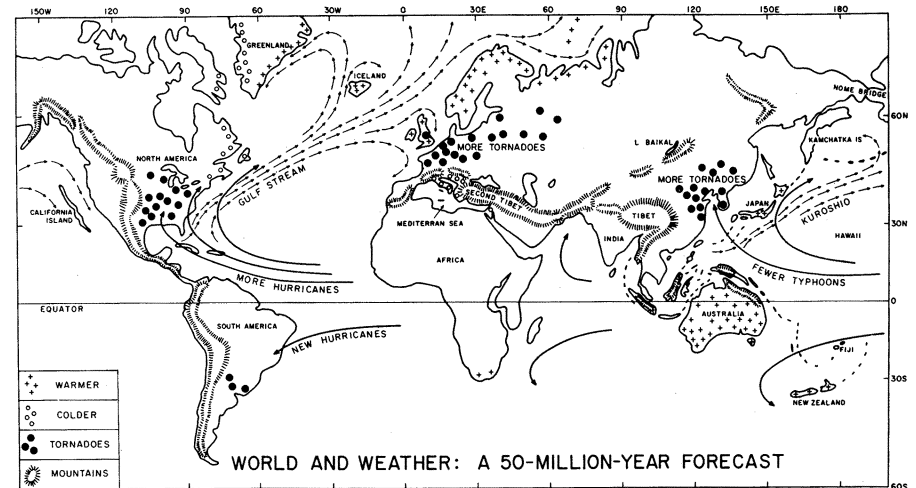 150W 120 90 60 30W 0 30E 60 90 120 150E 180
GREENLAND
ICELAND
NOME BRIDGE
60N
KAMCHATKA IS
L BAIKAL
MORE TORNADOES
NORTH AMERICA
MORE TORNADOES
GULF STREAM
SECOND TIBET
JAPAN
KUROSHIO
CALIFORNIA
ISLAND
MEDITERRAN SEA
TIBET
30N
INDIA
HAWAII
AFRICA
MORE HURRICANES
FEWER TYPHOONS
EQUATOR
0
SOUTH AMERICA
AUSTRALIA
NEW HURRICANES
FIJI
WARMER
30S
NEW ZEALAND
COLDER
TORNADOES
MOUNTAINS
WORLD AND WEATHER: A 50-MILLION-YEAR FORECAST
60S